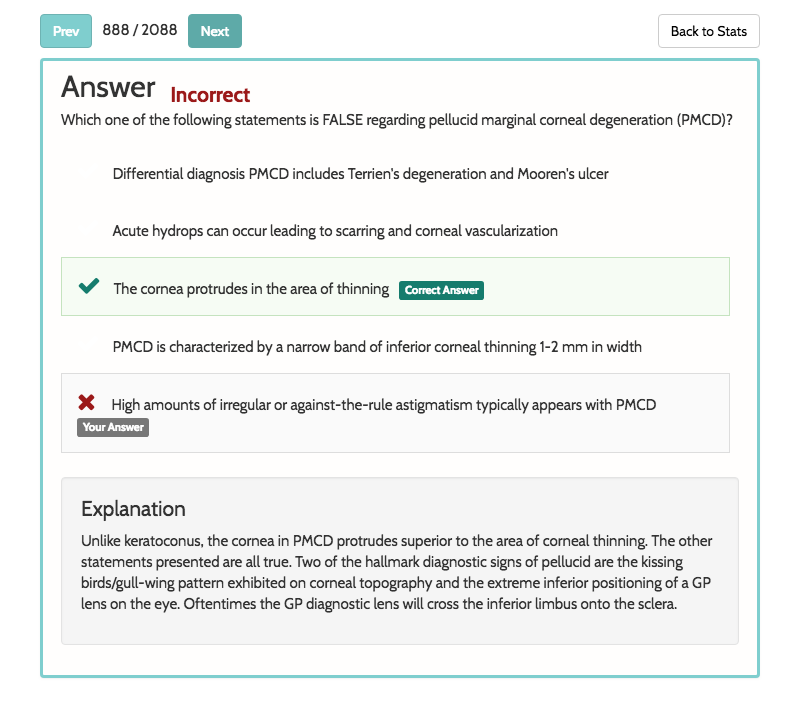 Prev 888 / 2088 Next Back to Stats
Answer Incorrect
Which one of the following statements is FALSE regarding pellucid marginal corneal degeneration (PMCD)?
Differential diagnosis PMCD includes Terrien's degeneration and Mooren's ulcer
Acute hydrops can occur leading to scarring and corneal vascularization
The cornea protrudes in the area of thinning Correct Answer
PMCD is characterized by a narrow band of inferior corneal thinning 1-2 mm in width
High amounts of irregular or against-the-rule astigmatism typically appears with PMCD
Your Answer
Explanation
Unlike keratoconus, the cornea in PMCD protrudes superior to the area of corneal thinning. The other
statements presented are all true. Two of the hallmark diagnostic signs of pellucid are the kissing
birds/gull-wing pattern exhibited on corneal topography and the extreme inferior positioning of a GP
lens on the eye. Oftentimes the GP diagnostic lens will cross the inferior limbus onto the sclera.